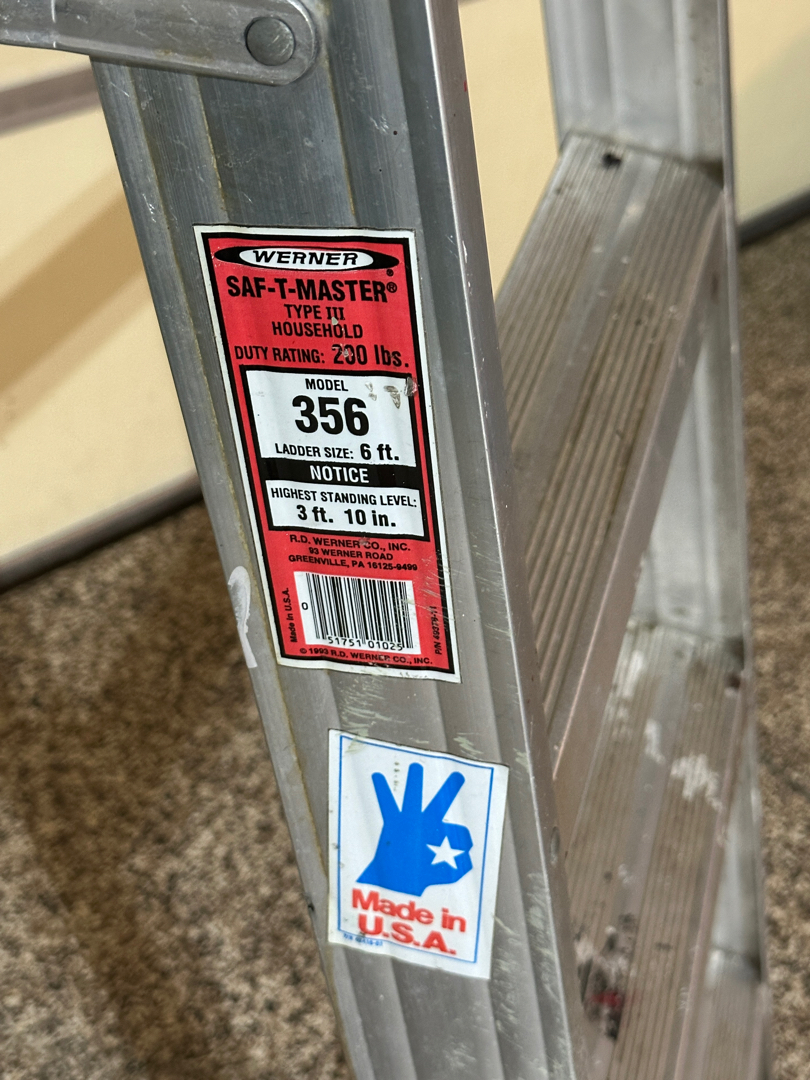 WERNER
SAF-T-MASTER®
TYPE III
HOUSEHOLD
DUTY RATING: 200 lbs.
MODEL
356
LADDER SIZE: 6 ft.
NOTICE
HIGHEST STANDING LEVEL:
3 ft. 10 in.
R.D. WERNER CO., INC.
93 WERNER ROAD
GREENVILLE, PA 16125-9499
Made in U.S.A.
0
51751 01025
© 1993 R.D. WERNER CO., INC.
Made in
U.S.A.